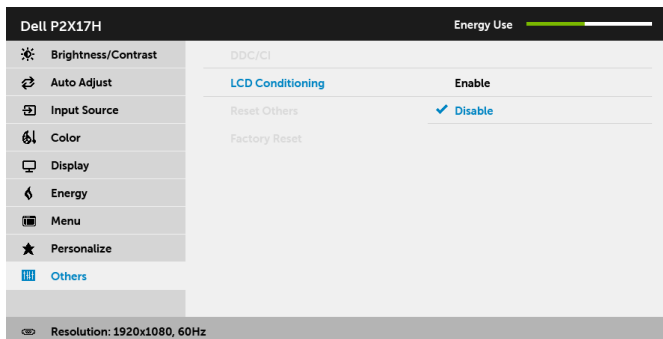 Dell P2X17H
Energy Use
Brightness/Contrast
DDC/CI
Auto Adjust
LCD Conditioning
Enable
Input Source
Reset Others
Disable
Color
Factory Reset
Display
Energy
Menu
Personalize
Others
Resolution: 1920x1080, 60Hz